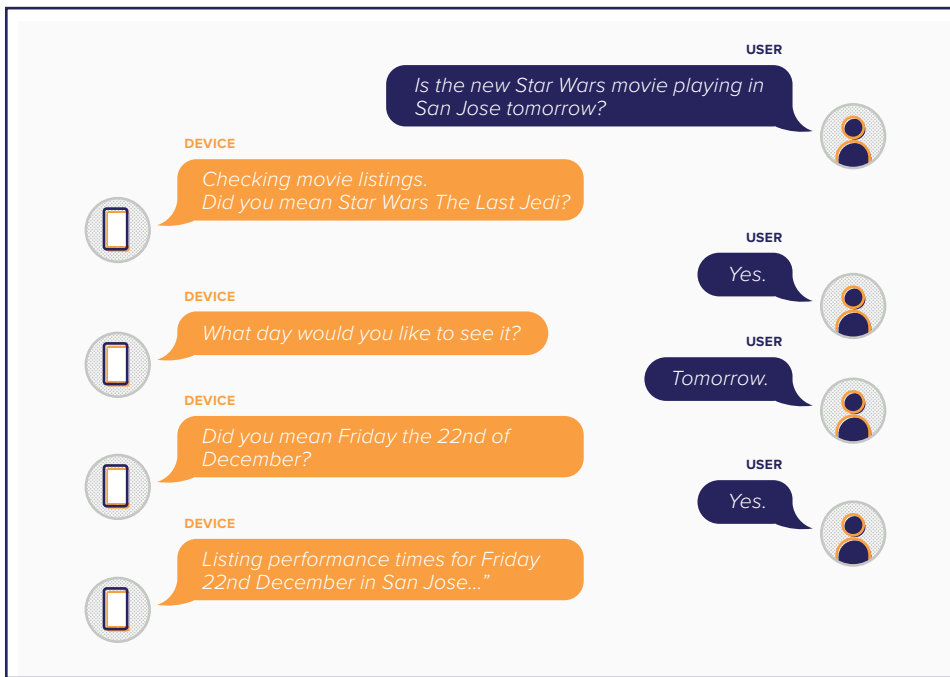 USER
Is the new Star Wars movie playing in
San Jose tomorrow?
DEVICE
Checking movie listings.
Did you mean Star Wars The Last Jedi?
USER
Yes.
DEVICE
What day would you like to see it?
USER
Tomorrow.
DEVICE
Did you mean Friday the 22nd of
December?
USER
Yes.
DEVICE
Listing performance times for Friday
22nd December in San Jose...”